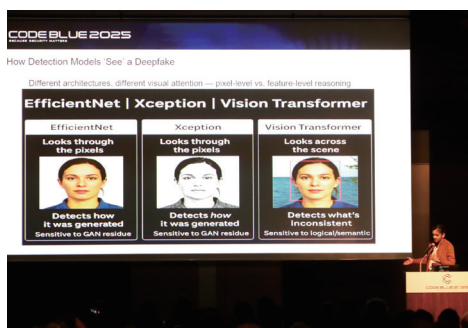 CODE BLUE 2025
BECAUSE SECURITY MATTERS
How Detection Models 'See' a Deepfake
Different architectures, different visual attention — pixel-level vs. feature-level reasoning
EfficientNet | Xception | Vision Transformer
EfficientNet
Looks through
the pixels
Detects how
it was generated
Sensitive to GAN residue
Xception
Looks through
the pixels
Detects how
it was generated
Sensitive to GAN residue
Vision Transformer
Looks across
the scene
Detects what's
Inconsistent
Sensitive to logical/semantic
CODE BLUE 2025